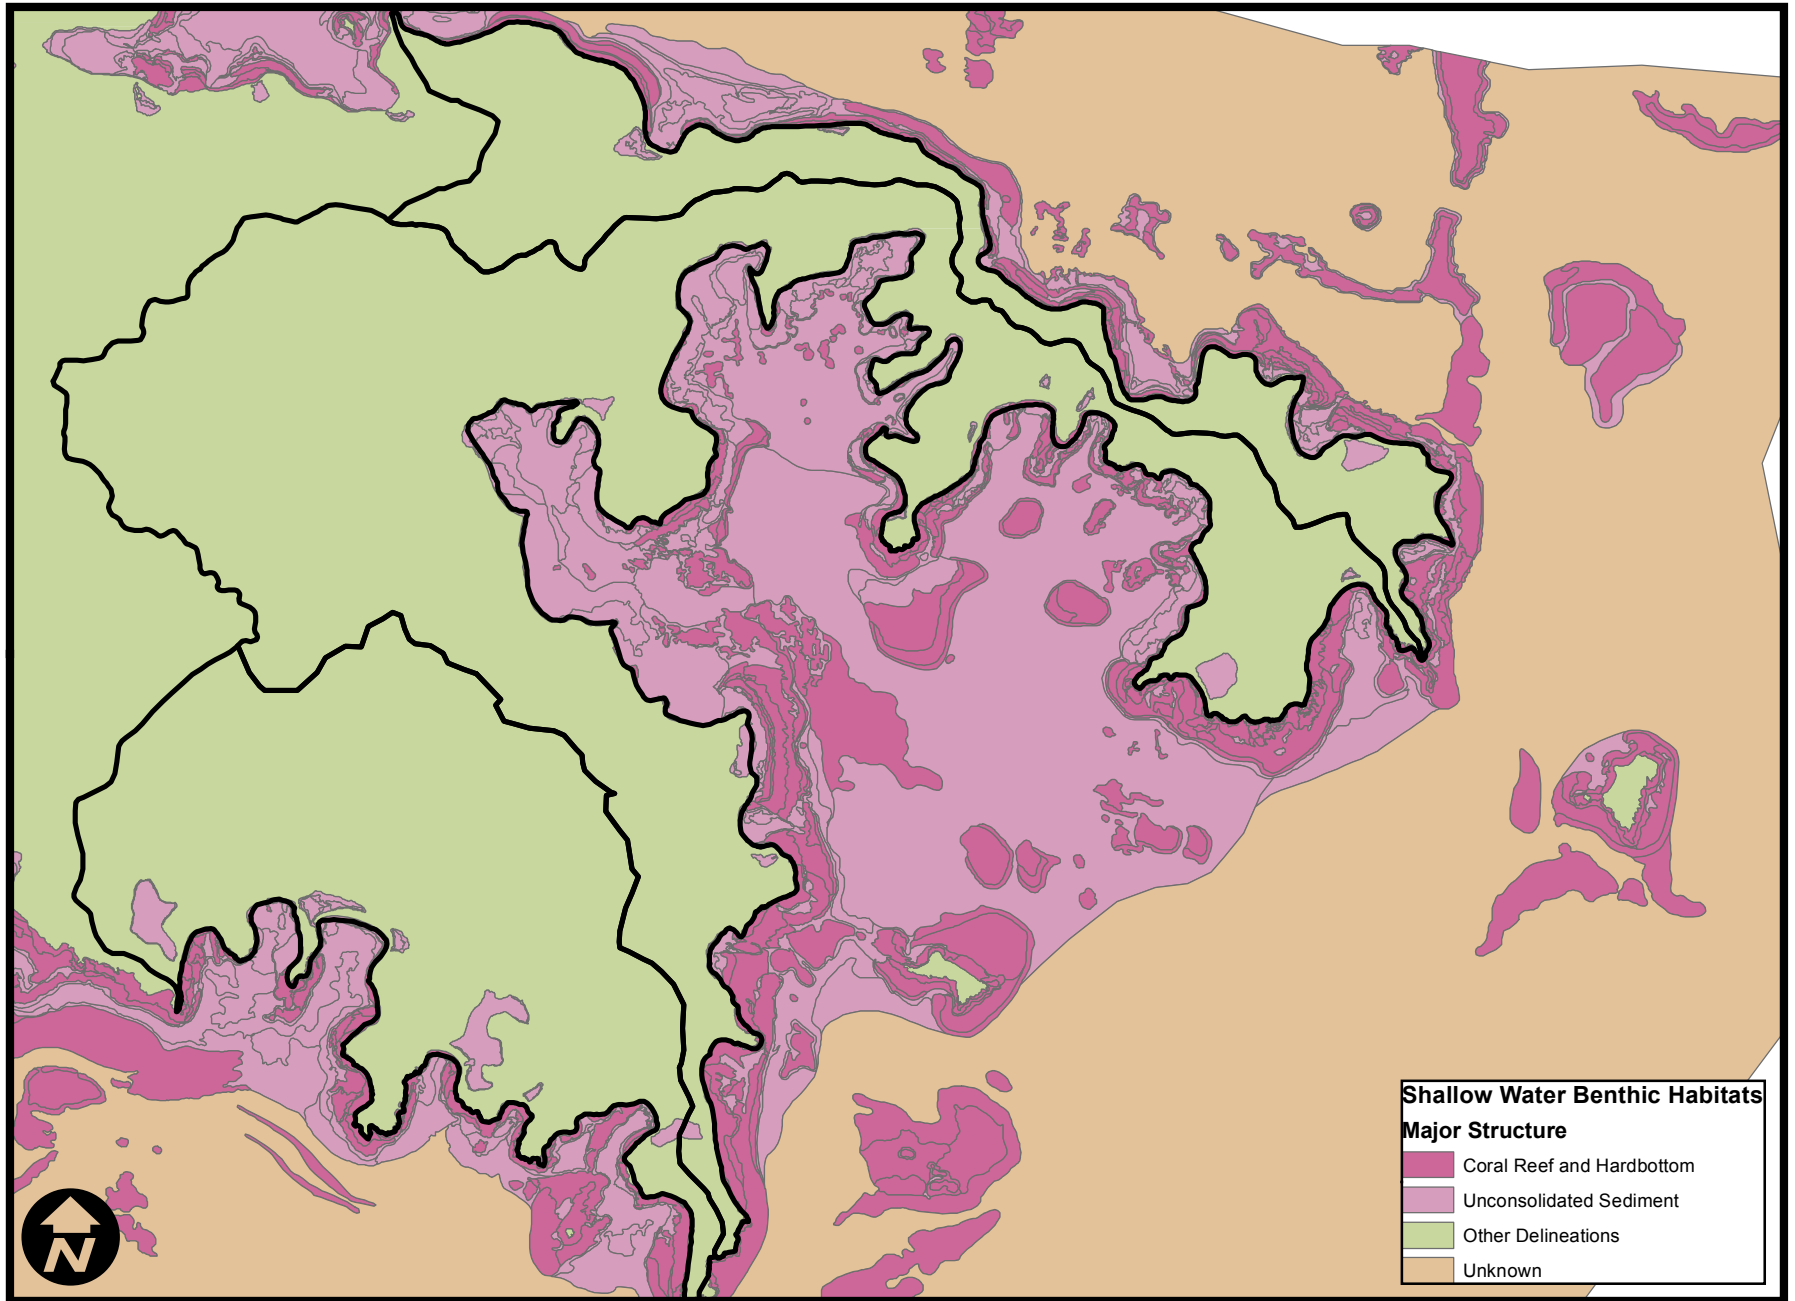 Shallow Water Benthic Habitats
Major Structure
Coral Reef and Hardbottom
Unconsolidated Sediment
Other Delineations
Unknown
N